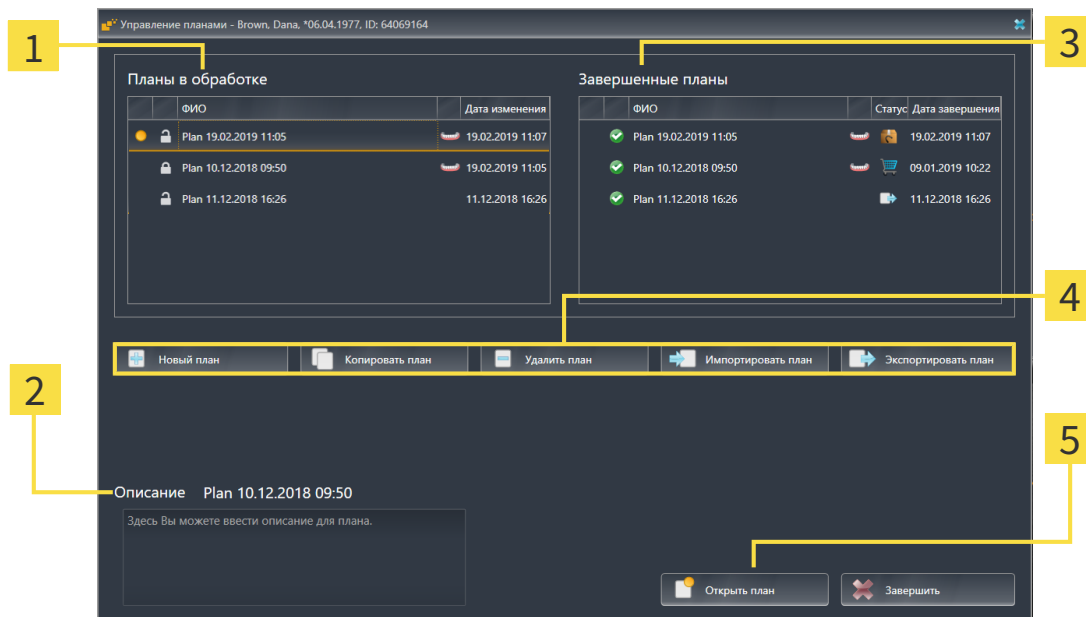 Управление планами - Brown, Dana, *06.04.1977, ID: 64069164
1
3
Планы в обработке
ФИО Дата изменения
Plan 19.02.2019 11:05 19.02.2019 11:07
Plan 10.12.2018 09:50 19.02.2019 11:05
Plan 11.12.2018 16:26 11.12.2018 16:26
Завершенные планы
ФИО Статус Дата завершения
Plan 19.02.2019 11:05 19.02.2019 11:07
Plan 10.12.2018 09:50 09.01.2019 10:22
Plan 11.12.2018 16:26 11.12.2018 16:26
4
Новый план Копировать план Удалить план Импортировать план Экспортировать план
2
5
Описание Plan 10.12.2018 09:50
Здесь Вы можете ввести описание для плана.
Открыть план Завершить